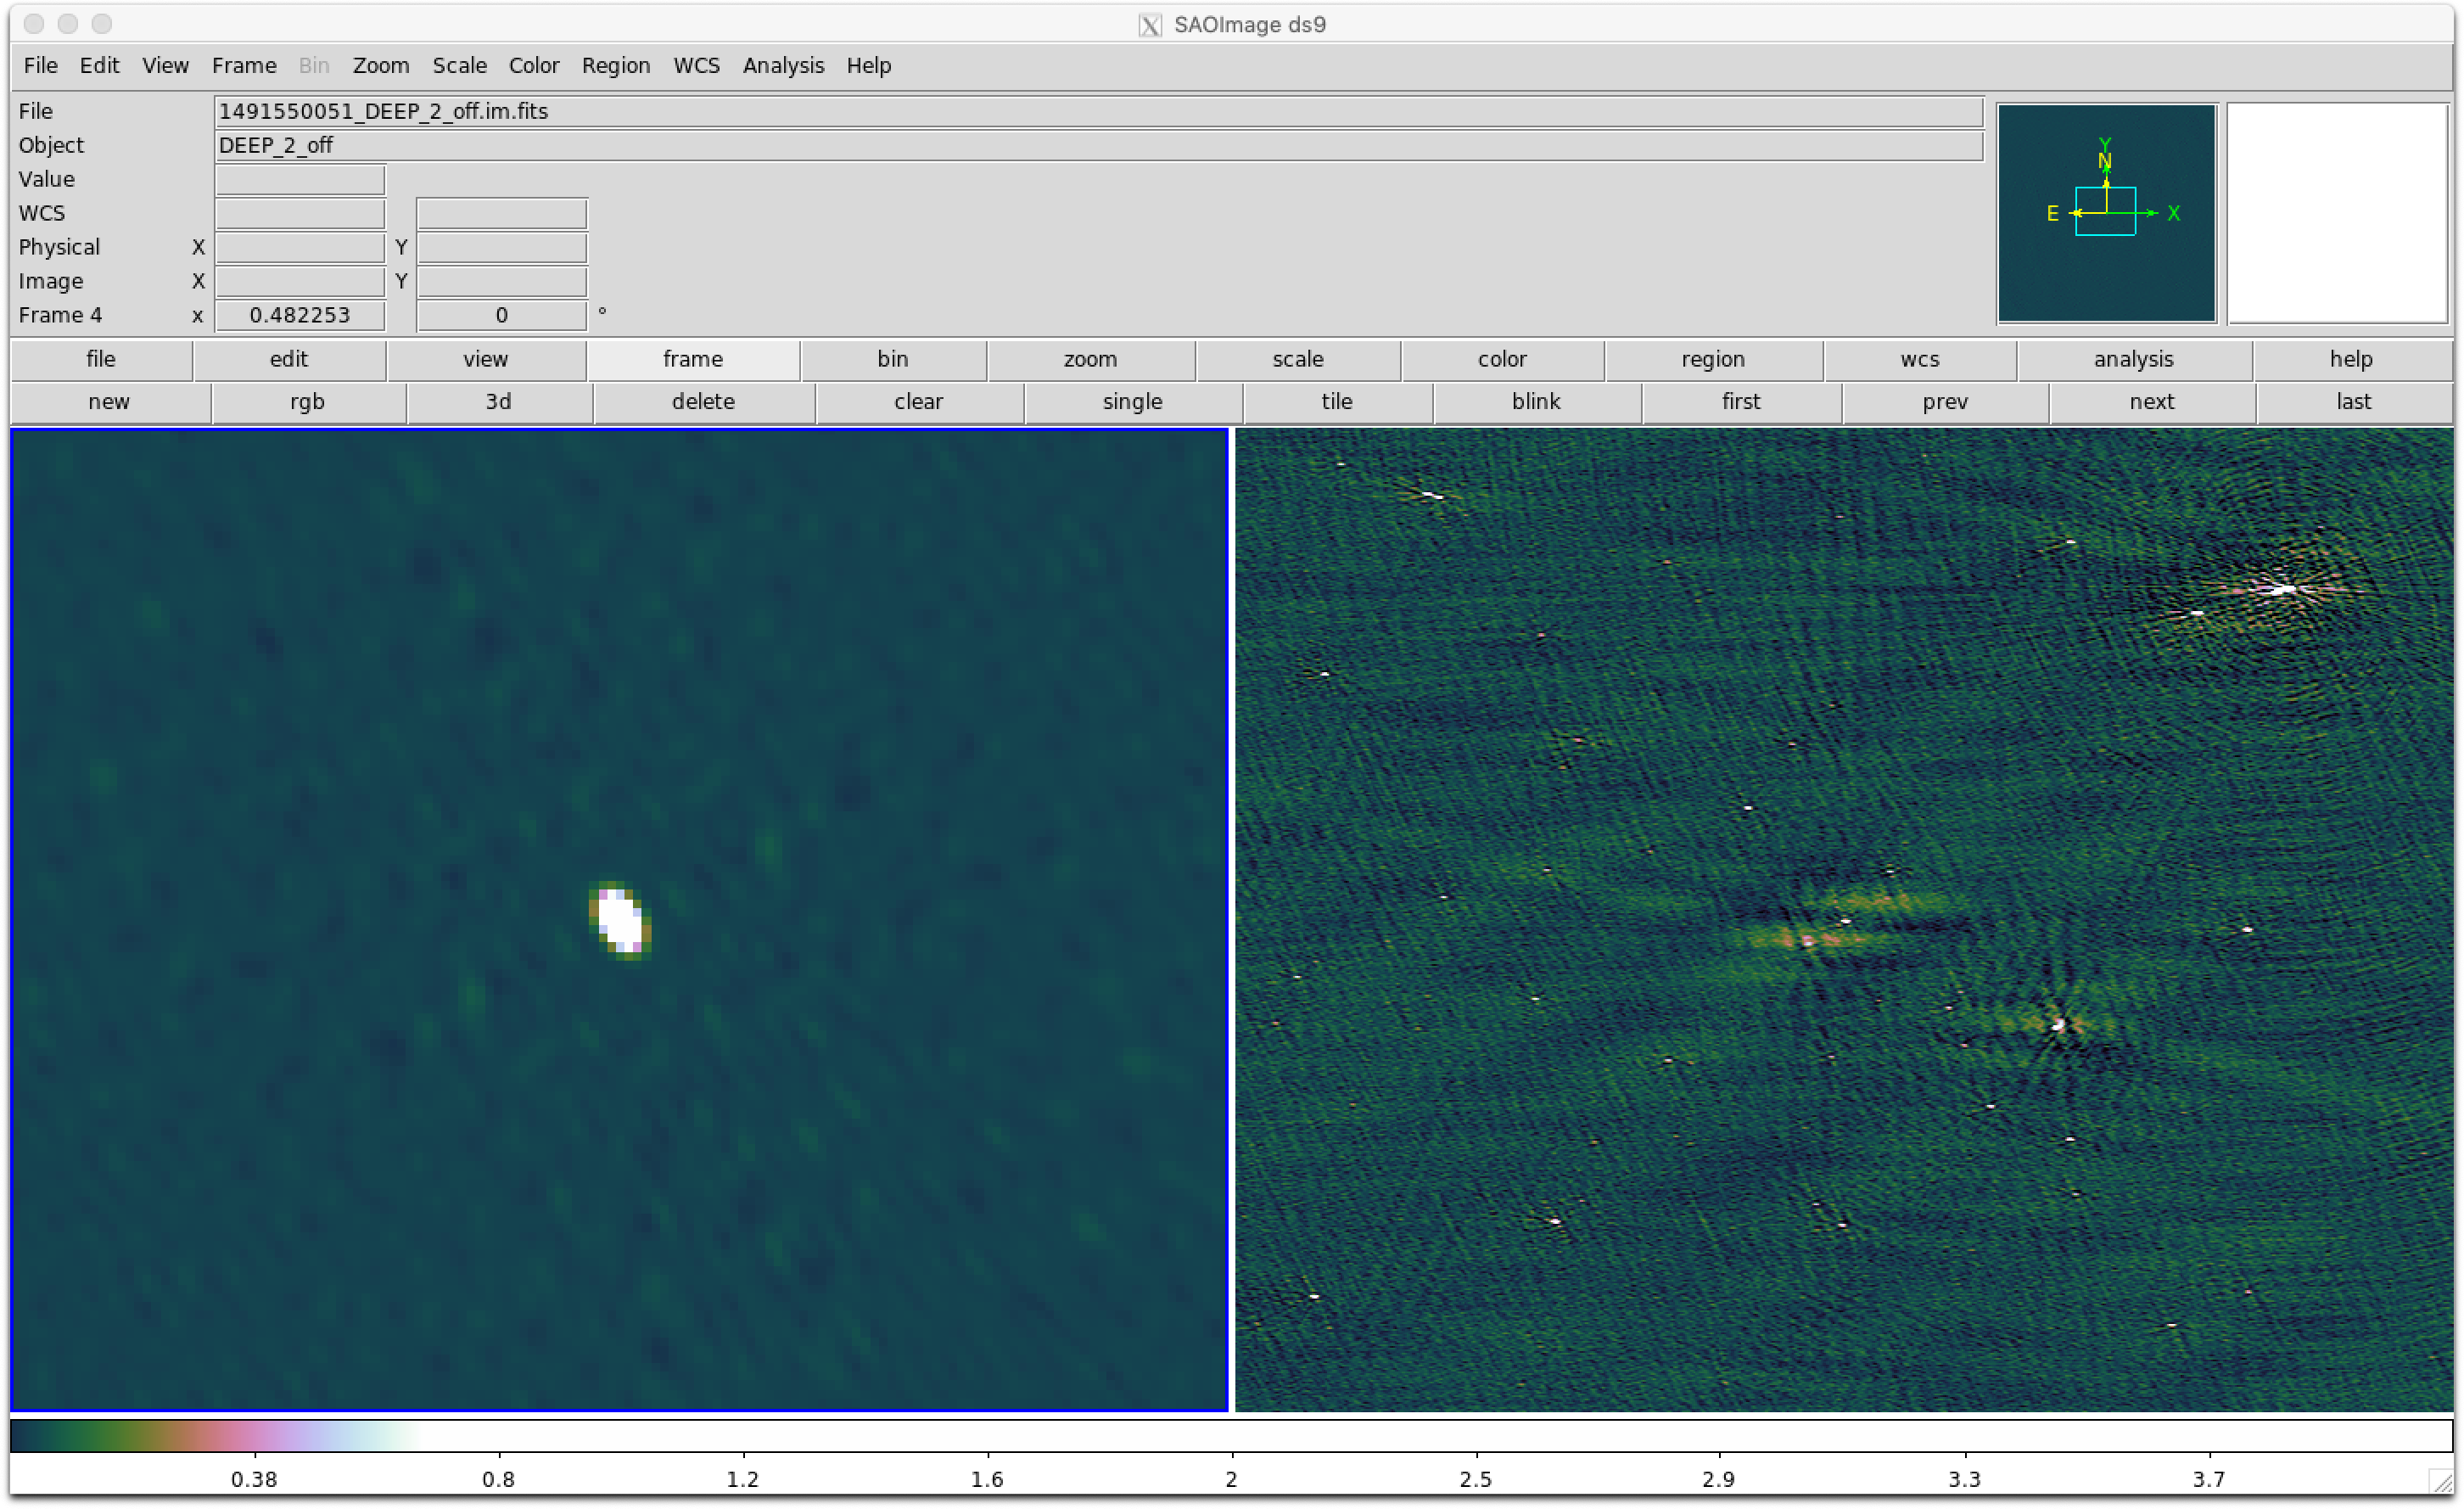 SAOImage ds9
File Edit View Frame Bin Zoom Scale Color Region WCS Analysis Help
File 1491550051_DEEP_2_off.im.fits
Object DEEP_2_off
Value
WCS
Physical X Y
Image X Y
Frame 4 x 0.482253 0 °
Y
N
E X
file edit view frame bin zoom scale color region wcs analysis help
new rgb 3d delete clear single tile blink first prev next last
0.38 0.8 1.2 1.6 2 2.5 2.9 3.3 3.7